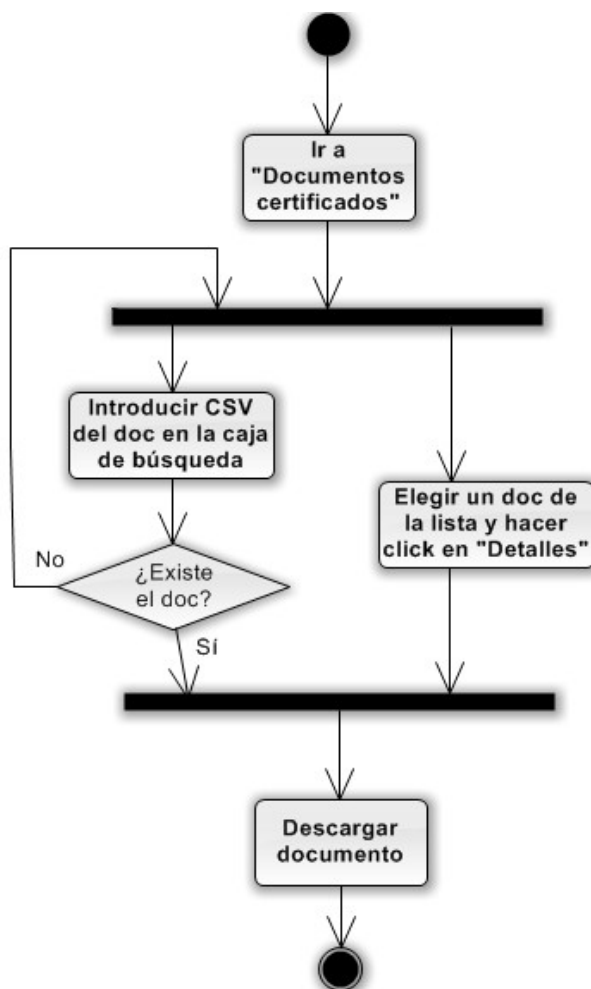 Ir a
"Documentos
certificados"
Introducir CSV
del doc en la caja
de búsqueda
Elegir un doc de
la lista y hacer
click en "Detalles"
No
¿Existe
el doc?
Sí
Descargar
documento